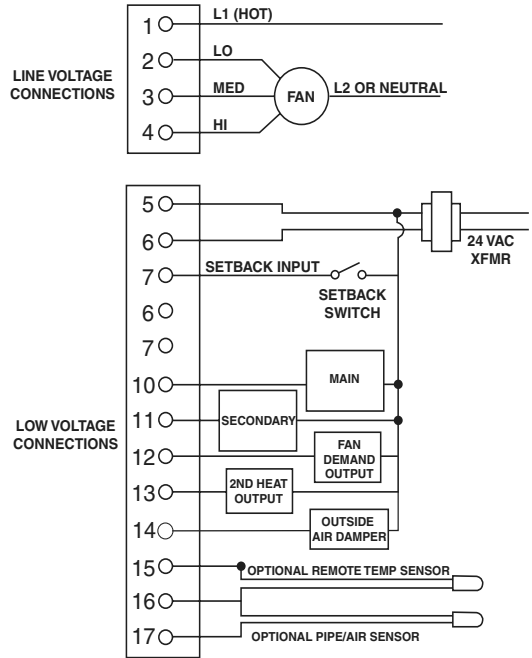 1
L1 (HOT)
2
LO
LINE VOLTAGE
CONNECTIONS
3
MED
FAN
L2 OR NEUTRAL
4
HI
5
6
24 VAC
XFMR
7
SETBACK INPUT
SETBACK
SWITCH
6
7
10
MAIN
LOW VOLTAGE
CONNECTIONS
11
SECONDARY
12
FAN
DEMAND
OUTPUT
13
2ND HEAT
OUTPUT
14
OUTSIDE
AIR DAMPER
15
OPTIONAL REMOTE TEMP SENSOR
16
17
OPTIONAL PIPE/AIR SENSOR